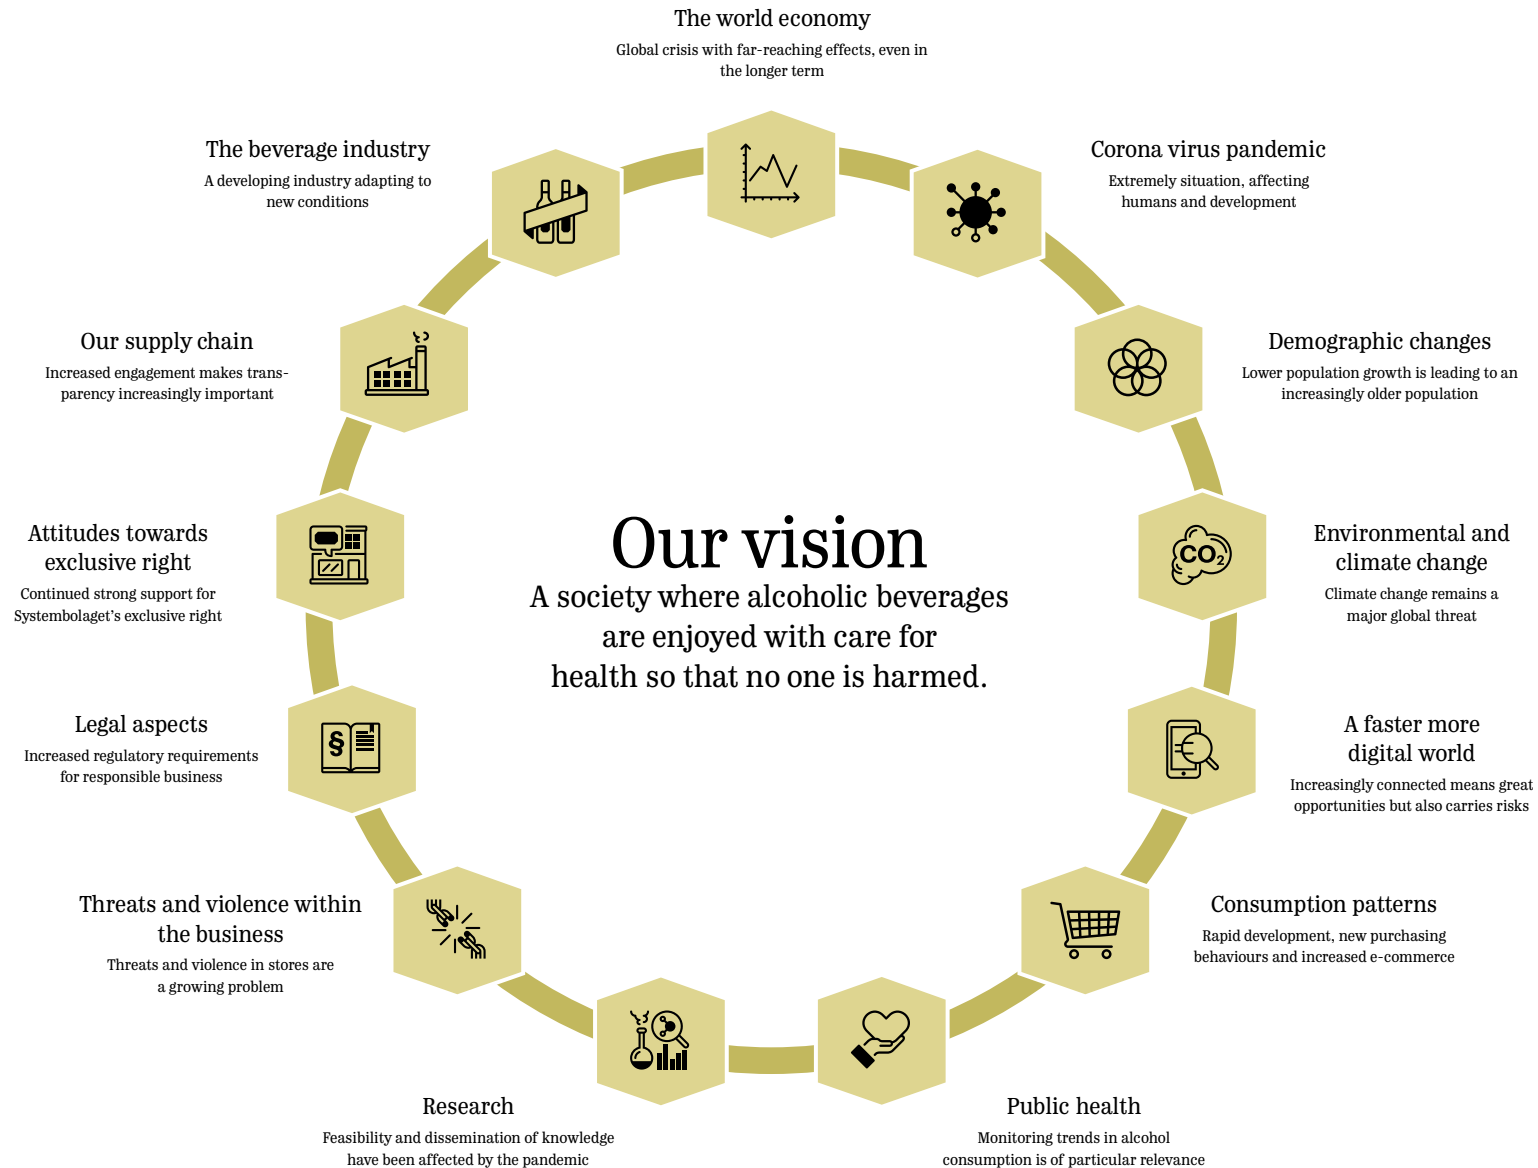 The world economy
Global crisis with far-reaching effects, even in
the longer term
Corona virus pandemic
Extremely situation, affecting
humans and development
Demographic changes
Lower population growth is leading to an
increasingly older population
Environmental and
climate change
Climate change remains a
major global threat
CO2
A faster more
digital world
Increasingly connected means great
opportunities but also carries risks
Consumption patterns
Rapid development, new purchasing
behaviours and increased e-commerce
Public health
Monitoring trends in alcohol
consumption is of particular relevance
Research
Feasibility and dissemination of knowledge
have been affected by the pandemic
Threats and violence within
the business
Threats and violence in stores are
a growing problem
Legal aspects
Increased regulatory requirements
for responsible business
§
Attitudes towards
exclusive right
Continued strong support for
Systembolaget's exclusive right
Our supply chain
Increased engagement makes trans-
parency increasingly important
The beverage industry
A developing industry adapting to
new conditions
Our vision
A society where alcoholic beverages
are enjoyed with care for
health so that no one is harmed.